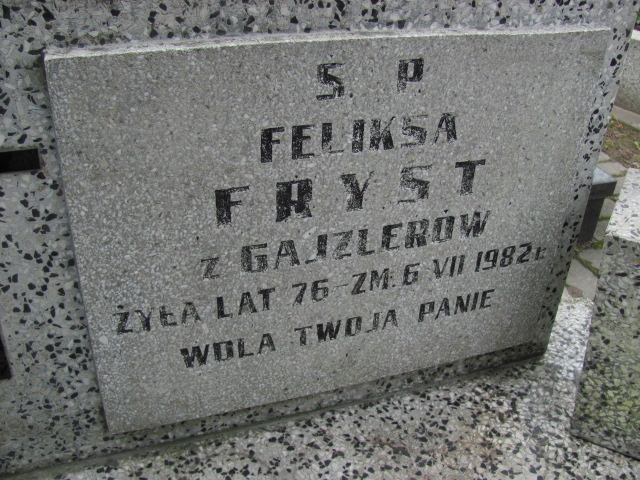 Ś. P.
FELIKSA
FRYST
z GAJZLERÓW
ŻYŁA LAT 76 - ZM. 6 VII 1982 r.
WOLA TWOJA PANIE